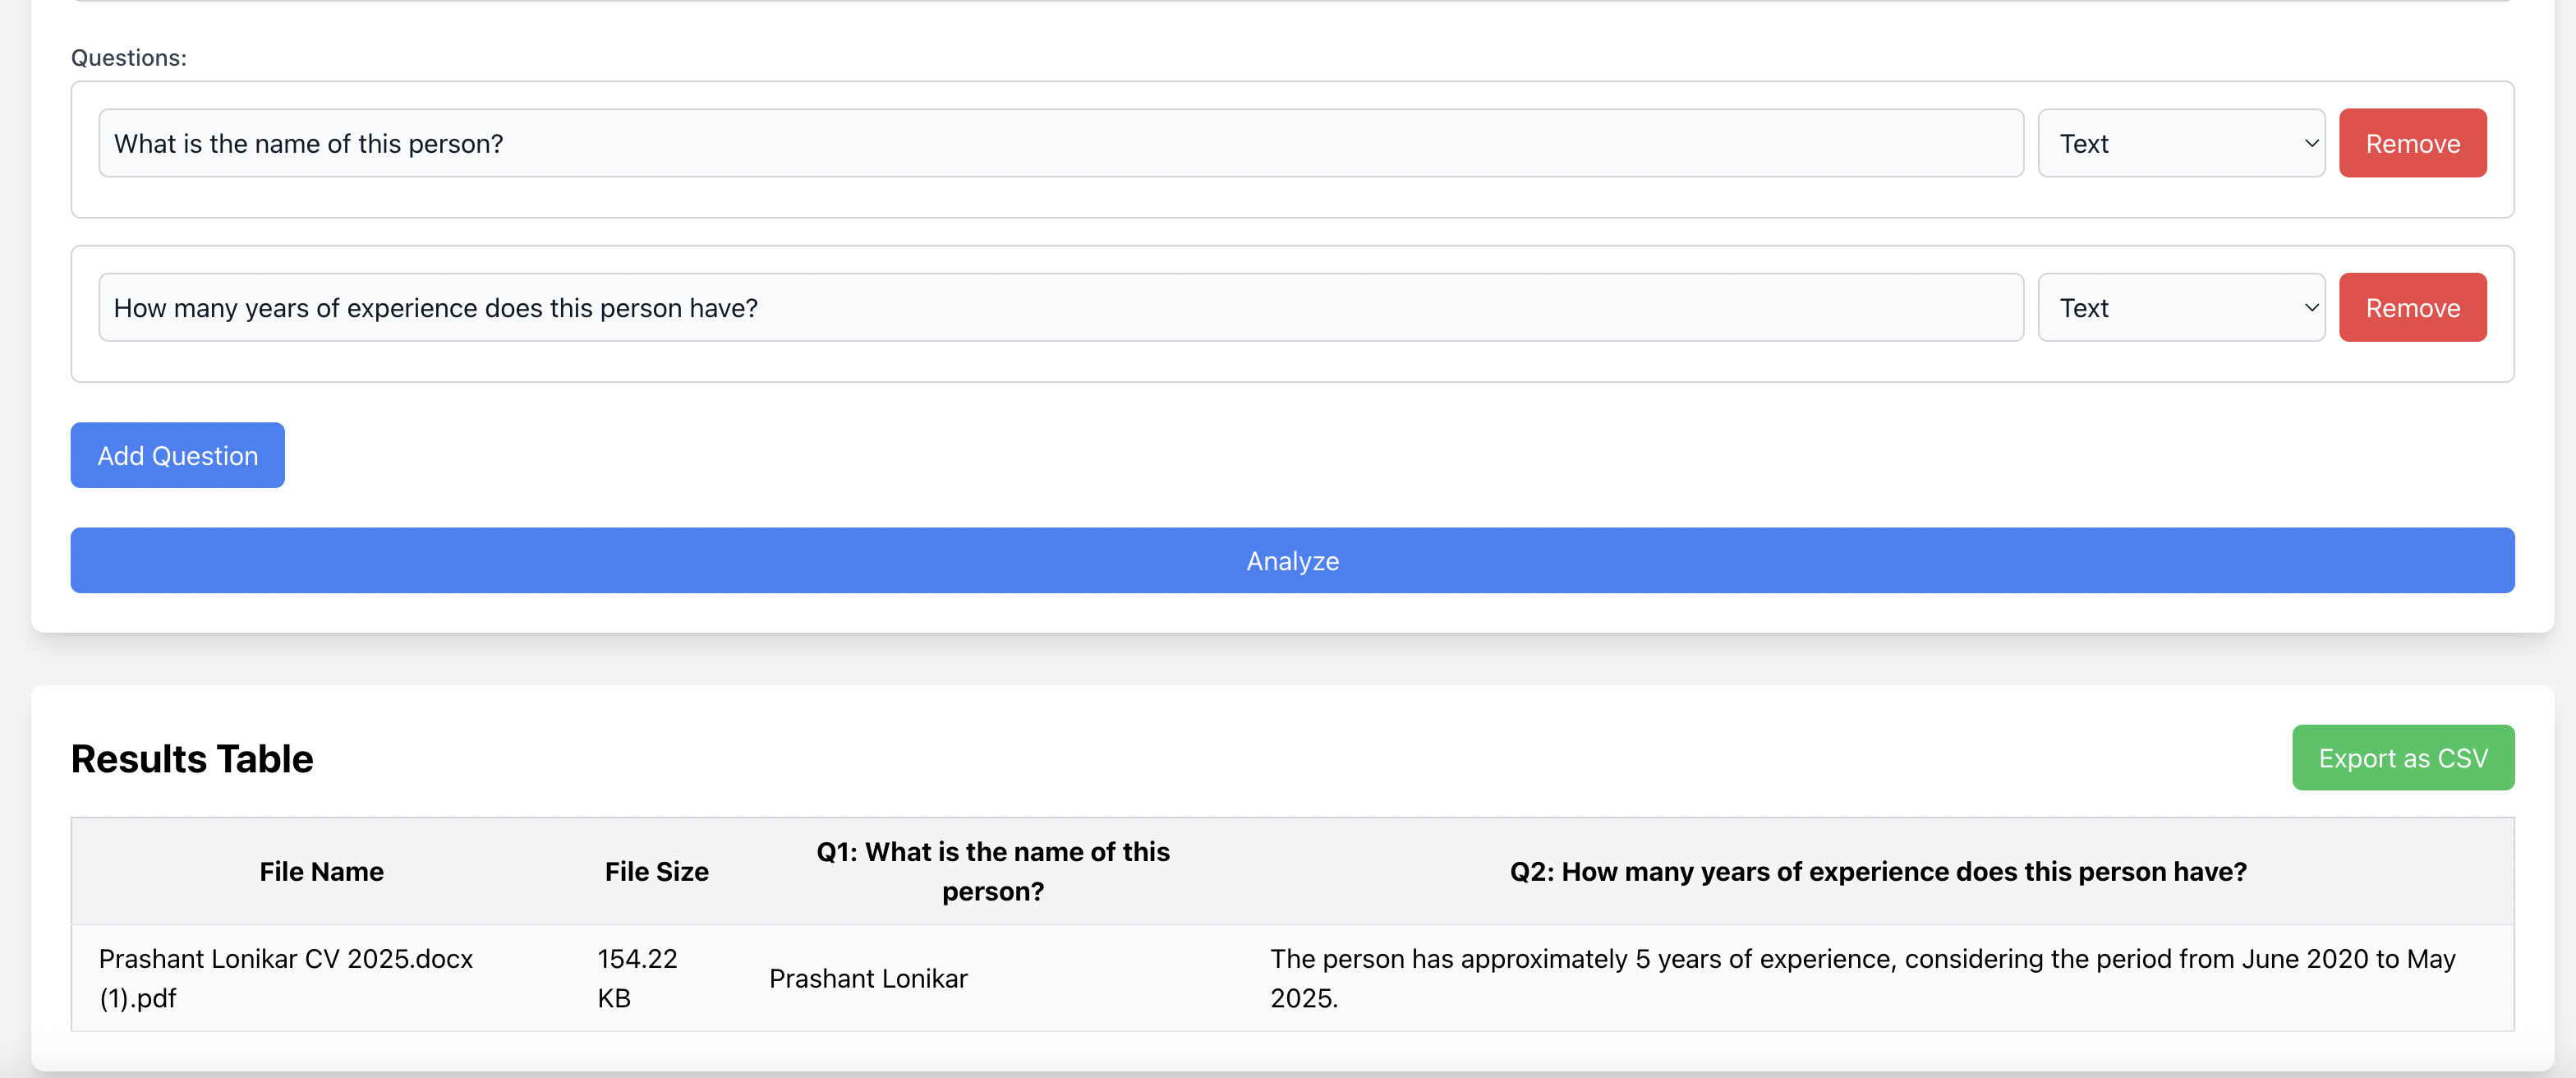 Questions:
What is the name of this person?
Text
Remove
How many years of experience does this person have?
Text
Remove
Add Question
Analyze
Results Table
Export as CSV
File Name
File Size
Q1: What is the name of this
person?
Q2: How many years of experience does this person have?
Prashant Lonikar CV 2025.docx
(1).pdf
154.22
KB
Prashant Lonikar
The person has approximately 5 years of experience, considering the period from June 2020 to May
2025.